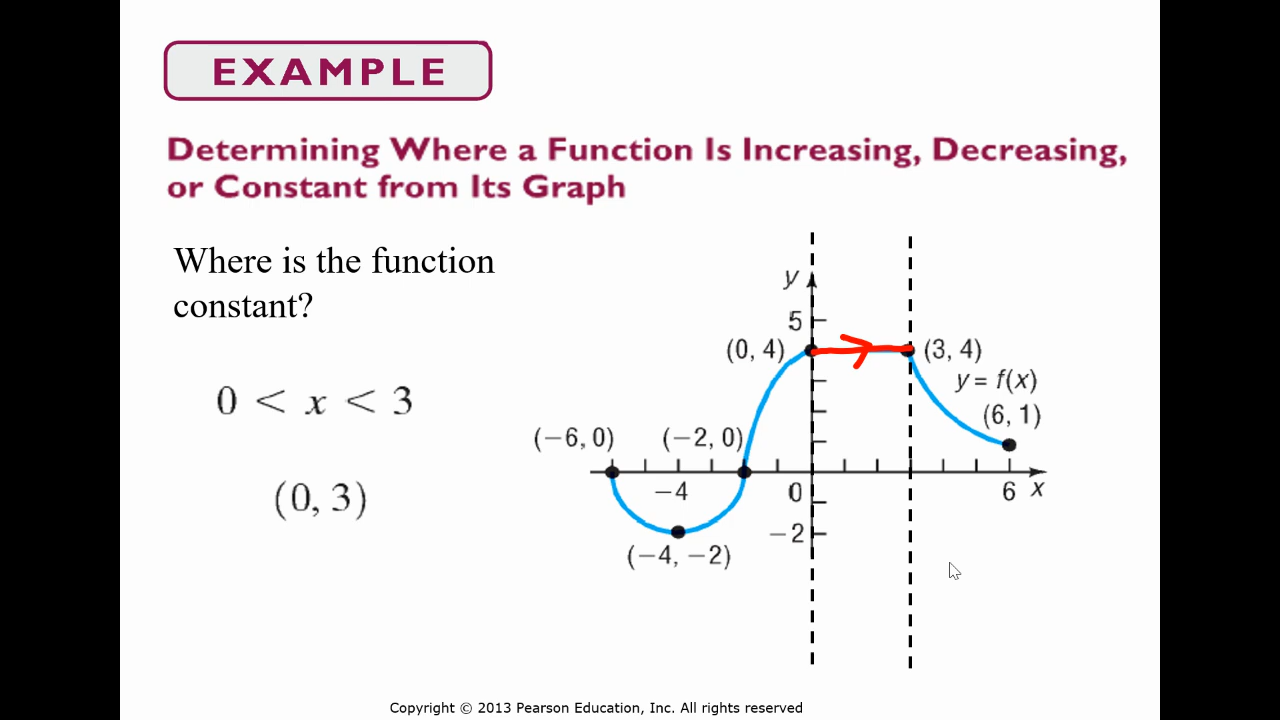 EXAMPLE
Determining Where a Function Is Increasing, Decreasing,
or Constant from Its Graph
Where is the function
constant?
0 < x < 3
(0, 3)
y
5
(0, 4)
(3, 4)
y = f(x)
(6, 1)
(−6, 0)
(−2, 0)
−4
0
6
x
−2
(−4, −2)
Copyright © 2013 Pearson Education, Inc. All rights reserved